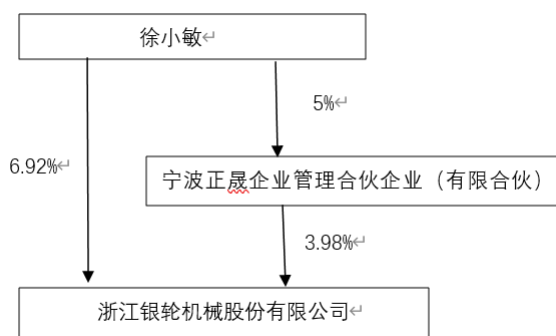 徐小敏
5%
6.92%
宁波正晟企业管理合伙企业（有限合伙）
3.98%
浙江银轮机械股份有限公司